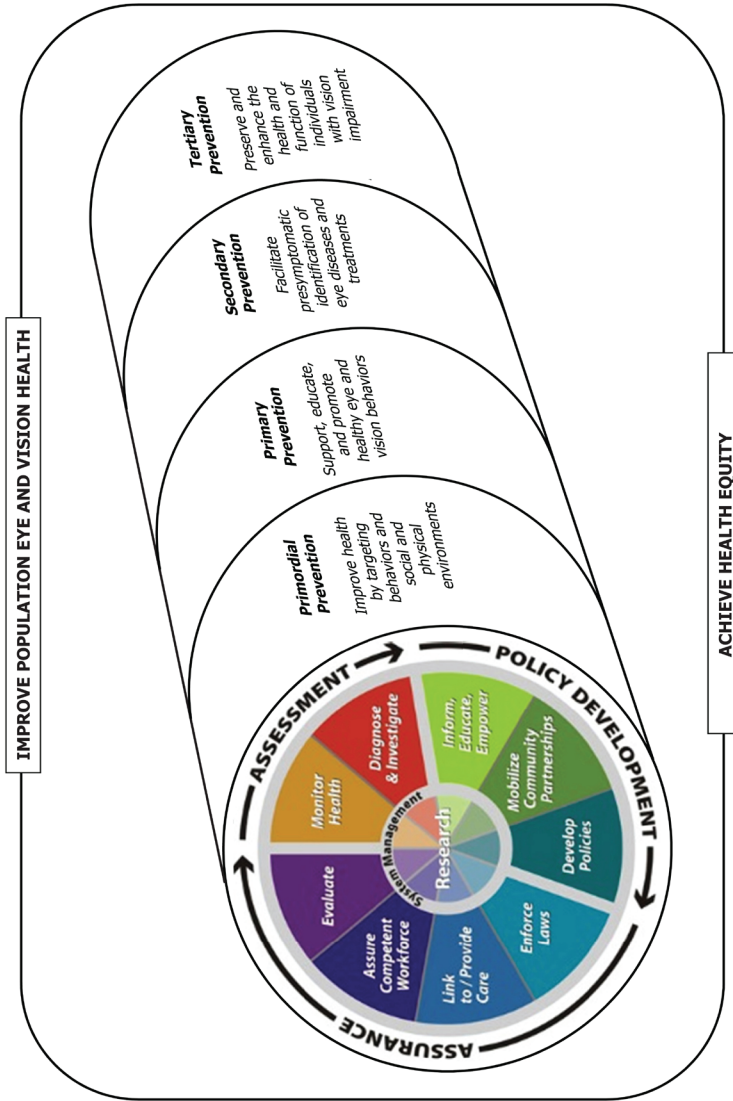 IMPROVE POPULATION EYE AND VISION HEALTH
ASSESSMENT
POLICY DEVELOPMENT
ASSURANCE
Monitor
Health
Diagnose
& Investigate
Inform,
Educate,
Empower
Mobilize
Community
Partnerships
Develop
Policies
Enforce
Laws
Link
to / Provide
Care
Assure
Competent
Workforce
Evaluate
System Management
Research
Primordial
Prevention
Improve health
by targeting
behaviors and
social and
physical
environments
Primary
Prevention
Support, educate,
and promote
healthy eye and
vision behaviors
Secondary
Prevention
Facilitate
presymptomatic
identification of
eye diseases and
treatments
Tertiary
Prevention
Preserve and
enhance the
health and
function of
individuals
with vision
impairment
ACHIEVE HEALTH EQUITY